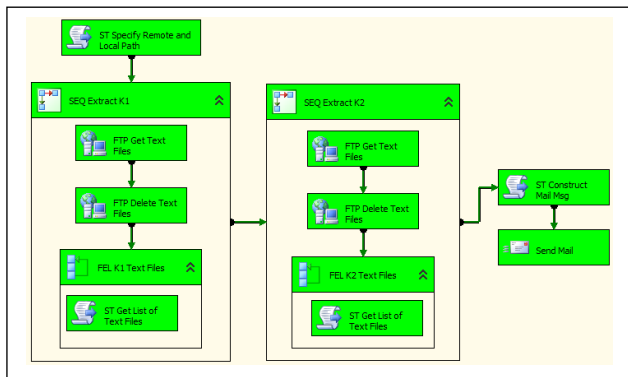 ST Specify Remote and
Local Path
SEQ Extract K1
FTP Get Text
Files
FTP Delete Text
Files
FEL K1 Text Files
ST Get List of
Text Files
SEQ Extract K2
FTP Get Text
Files
FTP Delete Text
Files
FEL K2 Text Files
ST Get List of
Text Files
ST Construct
Mail Msg
Send Mail